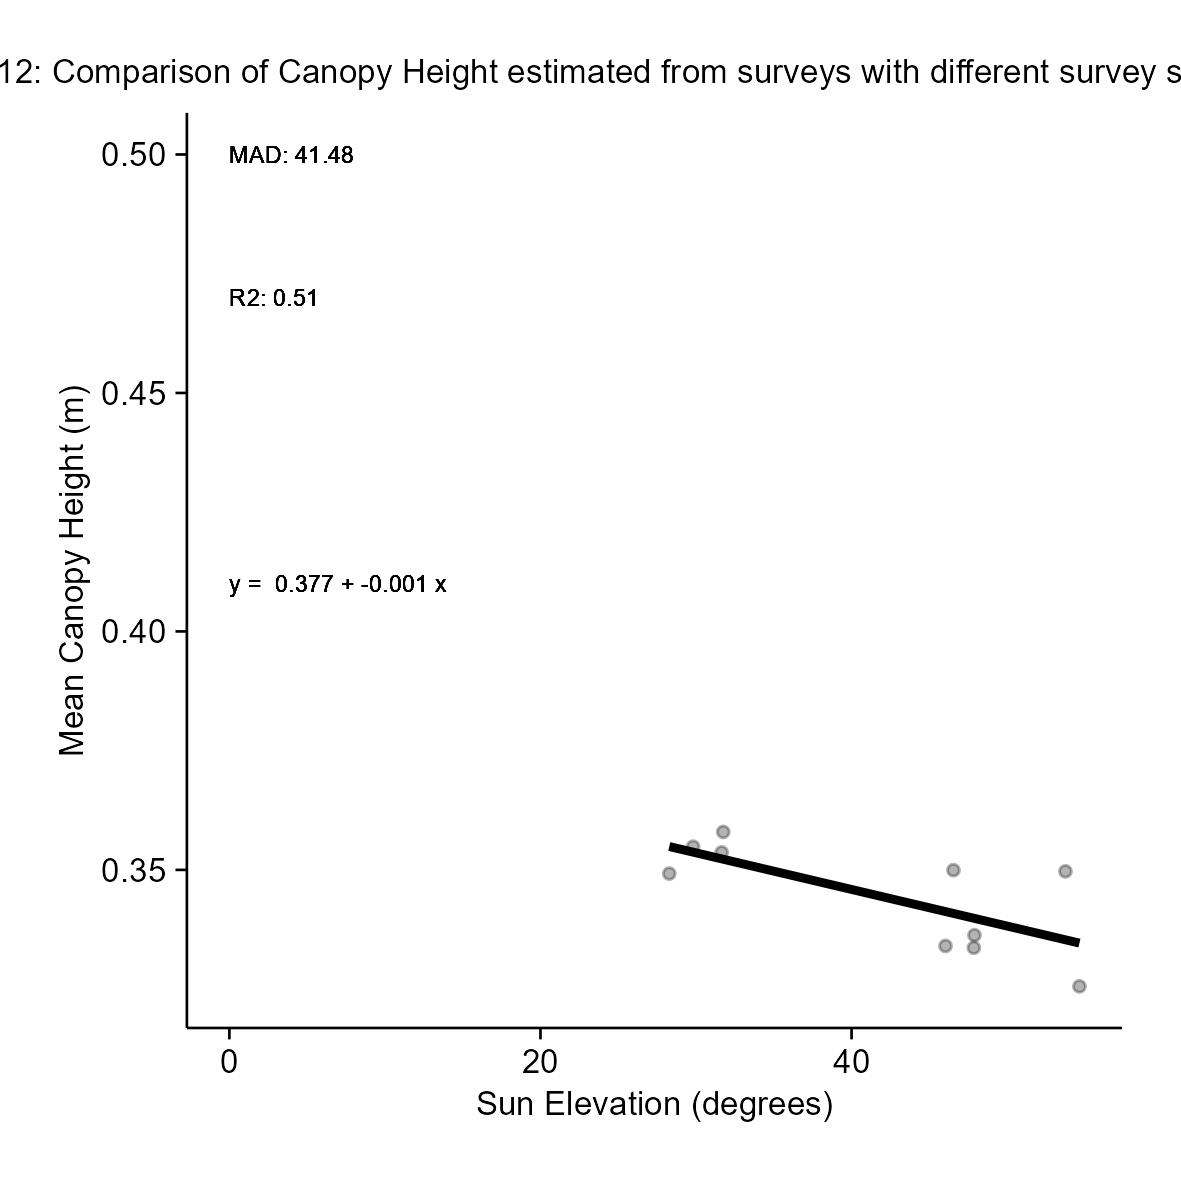 12: Comparison of Canopy Height estimated from surveys with different survey s
0.50
MAD: 41.48
R2: 0.51
0.45
y =  0.377 + -0.001 x
0.40
0.35
Mean Canopy Height (m)
0 20 40
Sun Elevation (degrees)